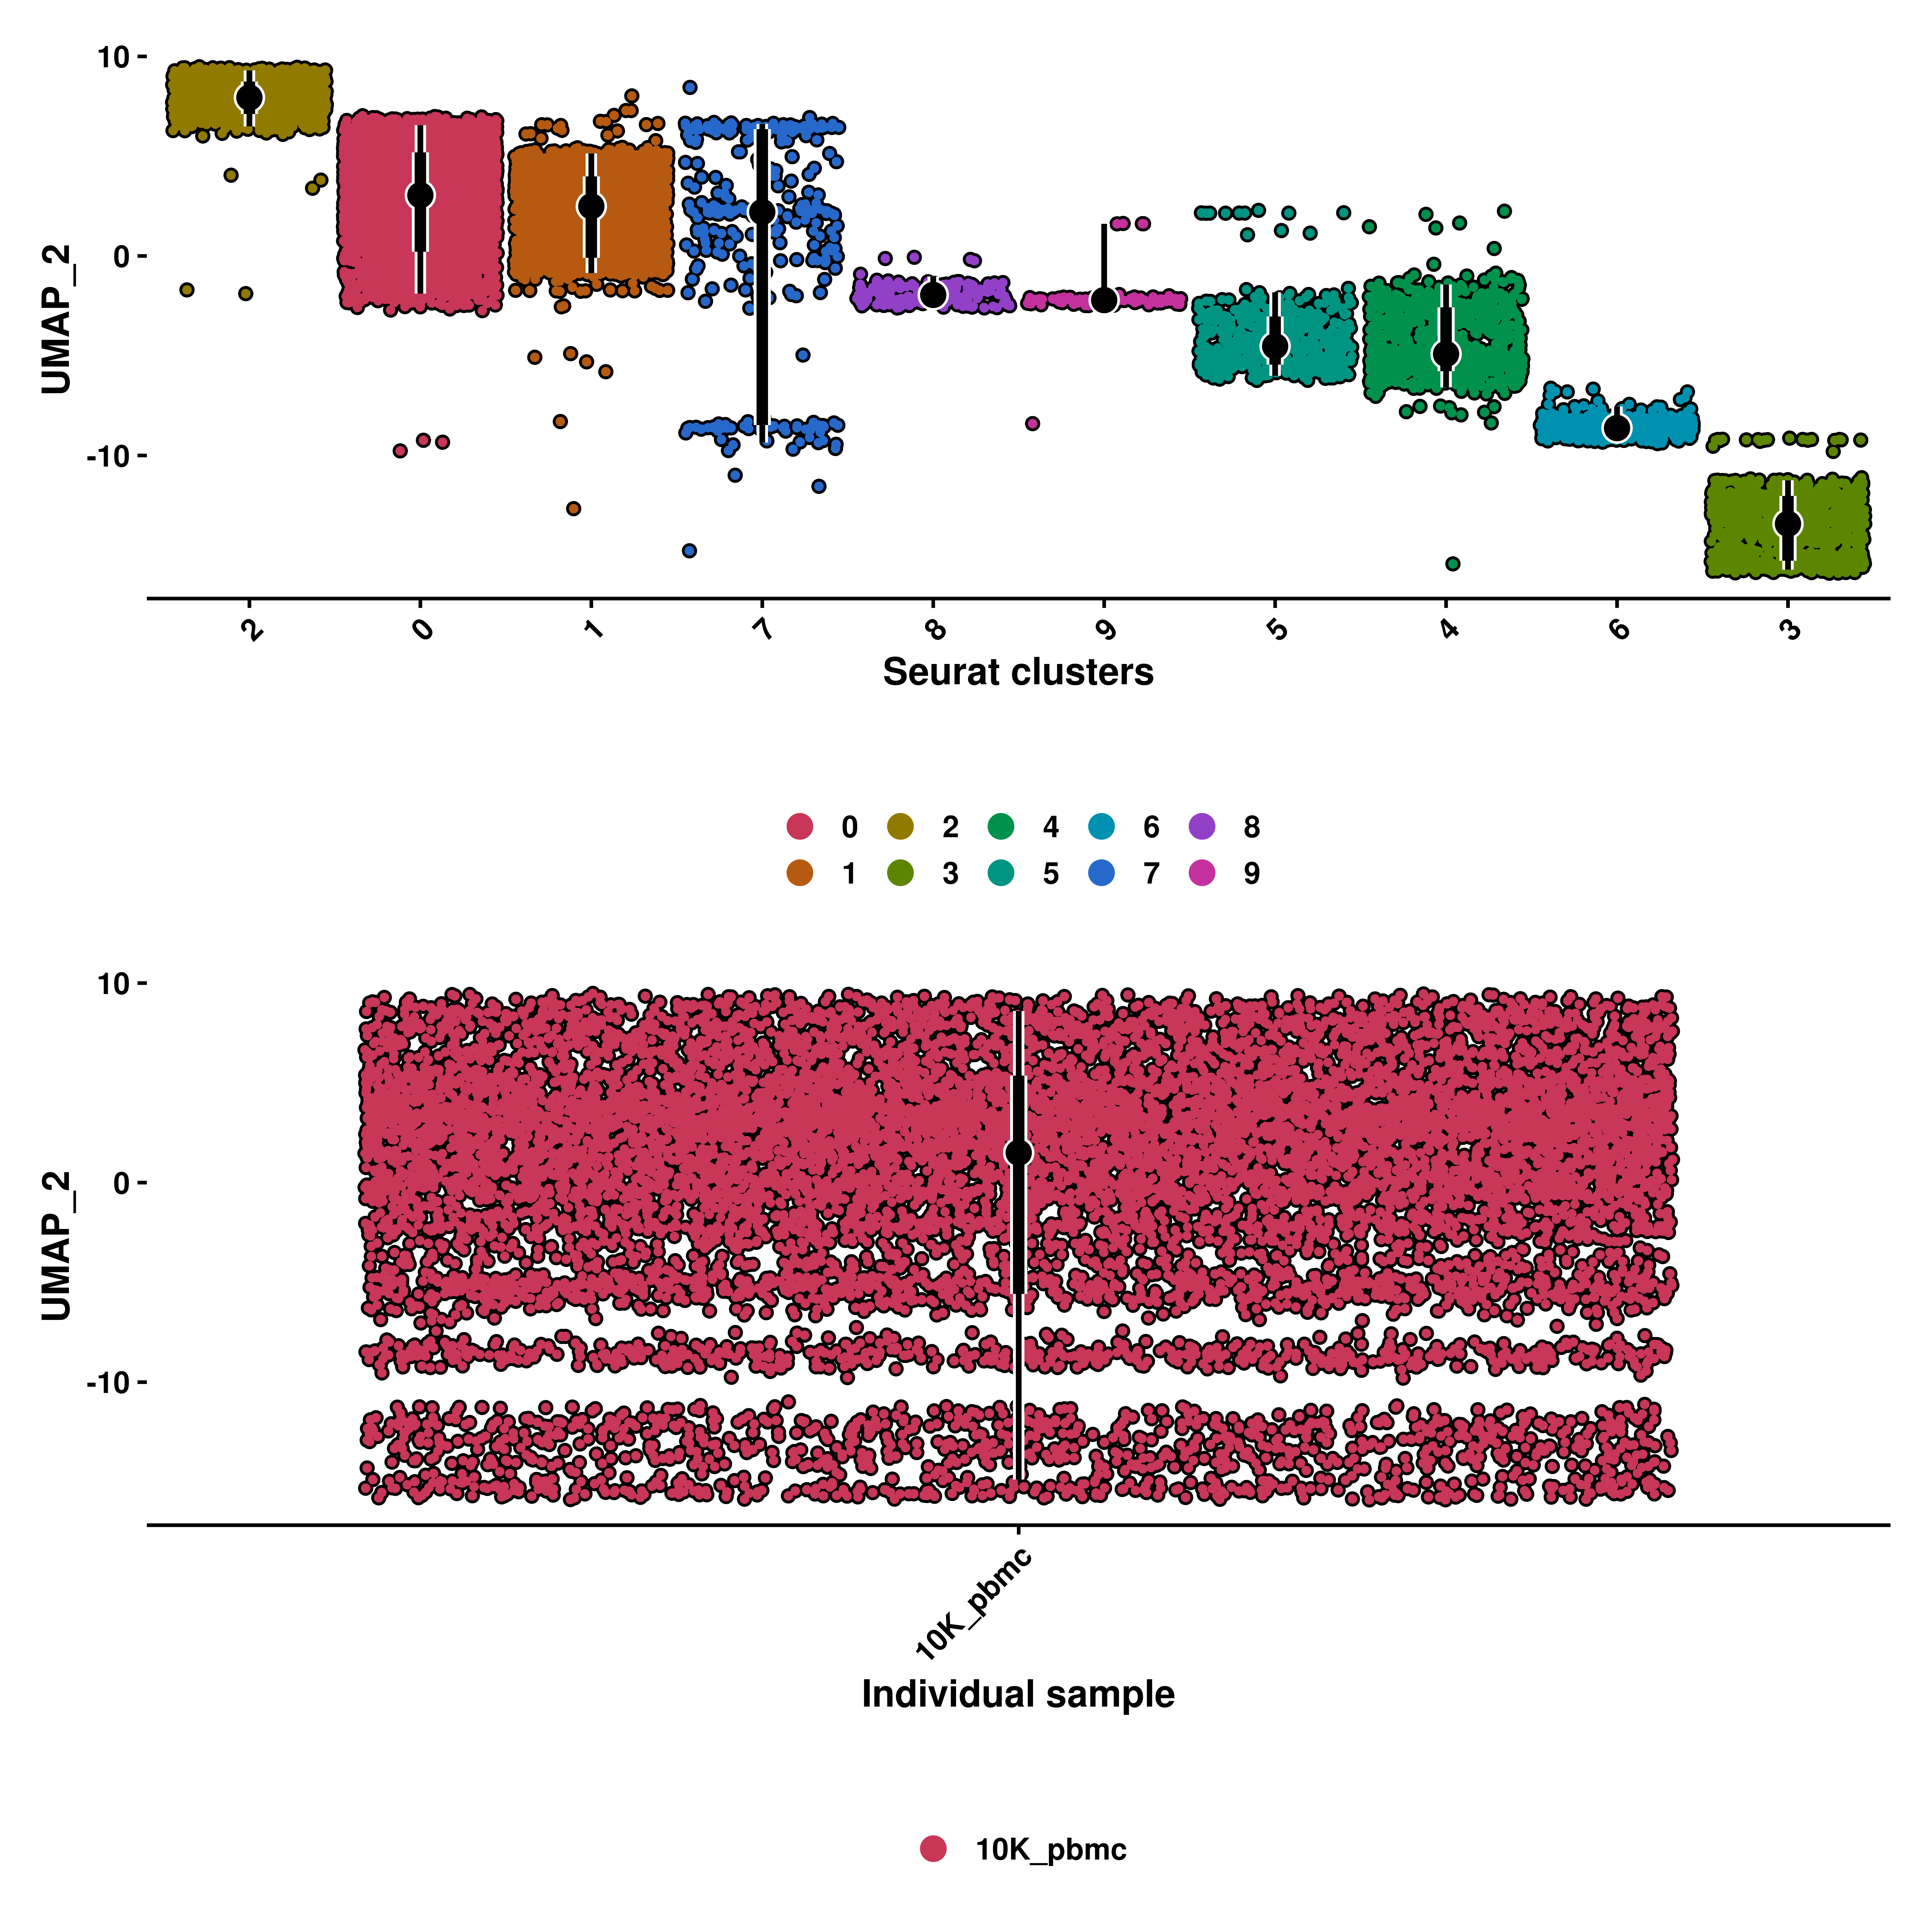 10
0
-10
UMAP_2
2 0 1 7 8 9 5 4 6 3
Seurat clusters
0 2 4 6 8
1 3 5 7 9
10
0
-10
UMAP_2
10K_pbmc
Individual sample
10K_pbmc